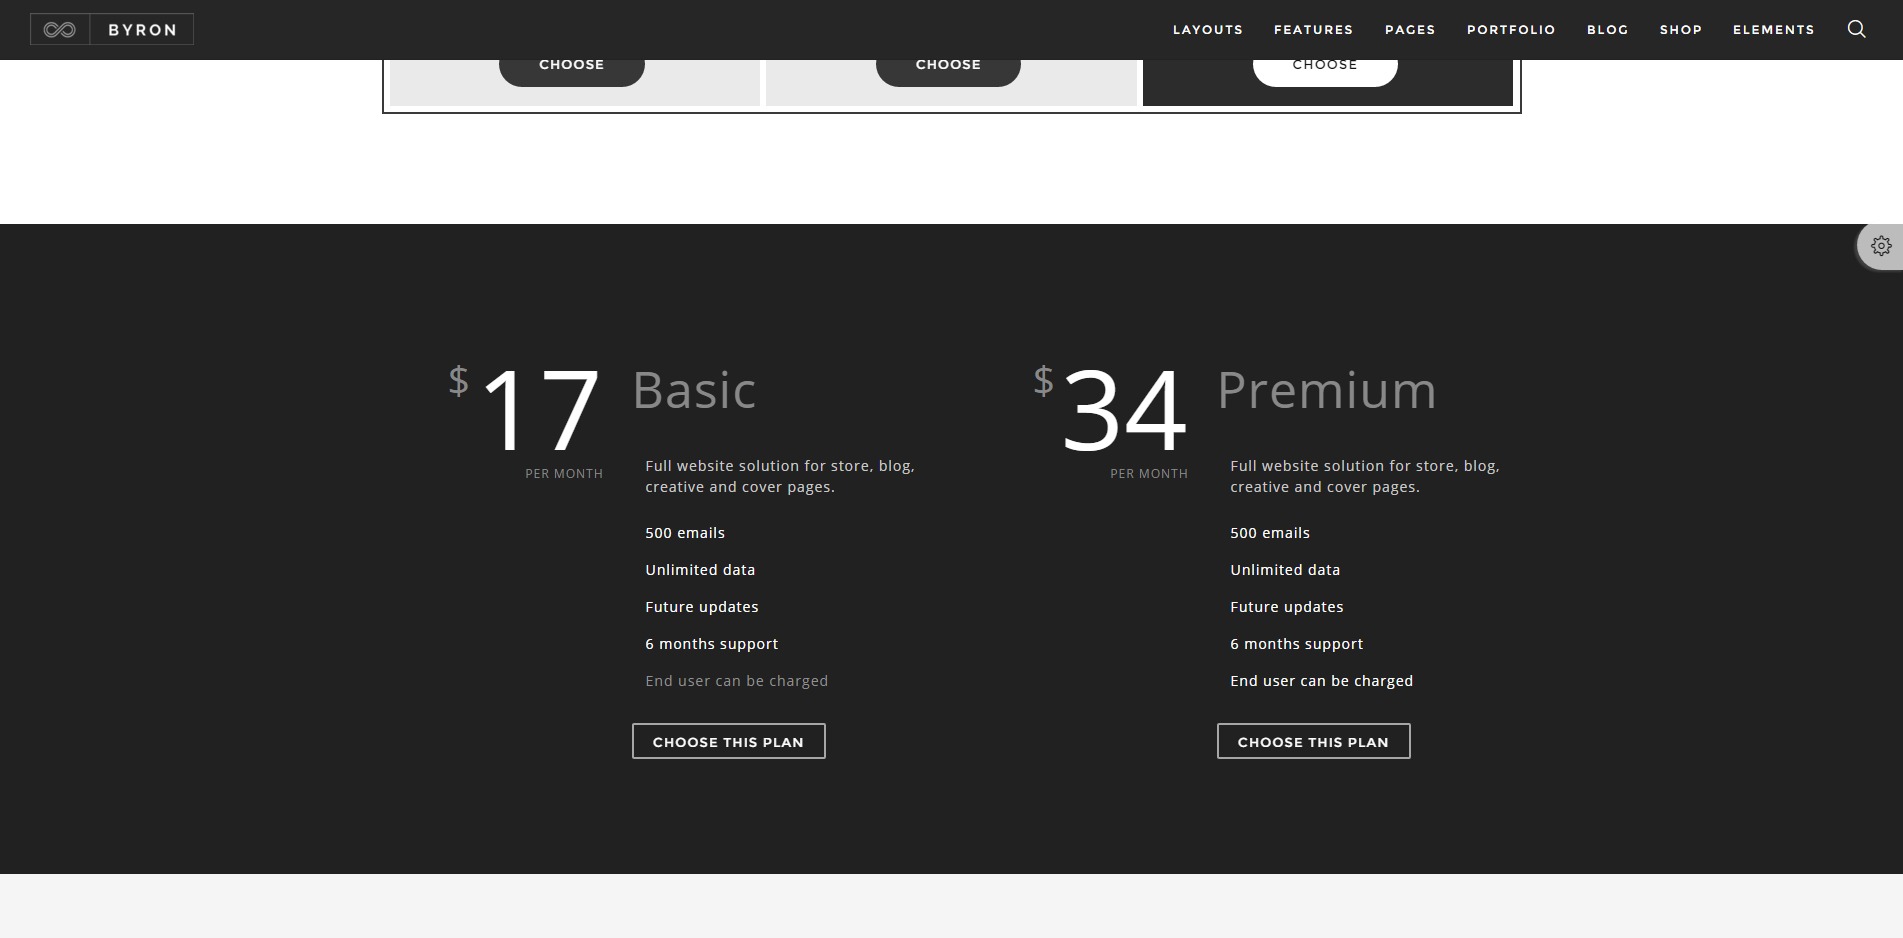 BYRON
LAYOUTS FEATURES PAGES PORTFOLIO BLOG SHOP ELEMENTS
CHOOSE CHOOSE CHOOSE
$ 17
PER MONTH
Basic
Full website solution for store, blog,
creative and cover pages.
500 emails
Unlimited data
Future updates
6 months support
End user can be charged
CHOOSE THIS PLAN
$ 34
PER MONTH
Premium
Full website solution for store, blog,
creative and cover pages.
500 emails
Unlimited data
Future updates
6 months support
End user can be charged
CHOOSE THIS PLAN